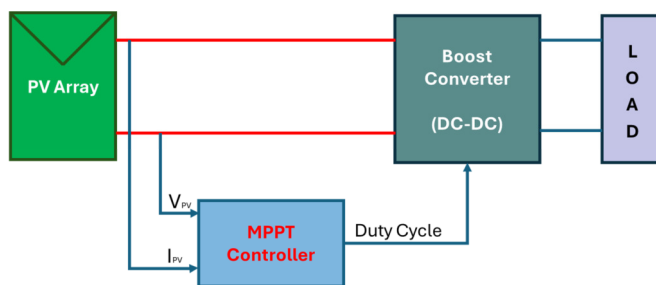 PV Array
Boost
Converter
(DC-DC)
L
O
A
D
VPV
IPV
MPPT
Controller
Duty Cycle